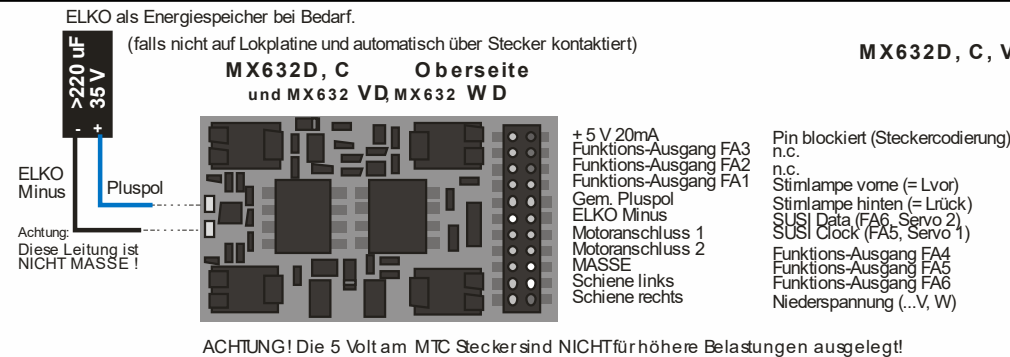 ELKO als Energiespeicher bei Bedarf.
(falls nicht auf Lokplatine und automatisch über Stecker kontaktiert)
MX632D, C Oberseite
und MX632 VD, MX632 WD
MX632D, C, V
>220 uF
35 V
- +
ELKO
Minus
Pluspol
Achtung:
Diese Leitung ist
NICHT MASSE !
+ 5 V 20mA
Funktions-Ausgang FA3
Funktions-Ausgang FA2
Funktions-Ausgang FA1
Gem. Pluspol
ELKO Minus
Motoranschluss 1
Motoranschluss 2
MASSE
Schiene links
Schiene rechts
Pin blockiert (Steckercodierung)
n.c.
n.c.
Stirnlampe vorne (= Lvor)
Stirnlampe hinten (= Lrück)
SUSI Data (FA6, Servo 2)
SUSI Clock (FA5, Servo 1)
Funktions-Ausgang FA4
Funktions-Ausgang FA5
Funktions-Ausgang FA6
Niederspannung (...V, W)
ACHTUNG! Die 5 Volt am MTC Stecker sind NICHT für höhere Belastungen ausgelegt!